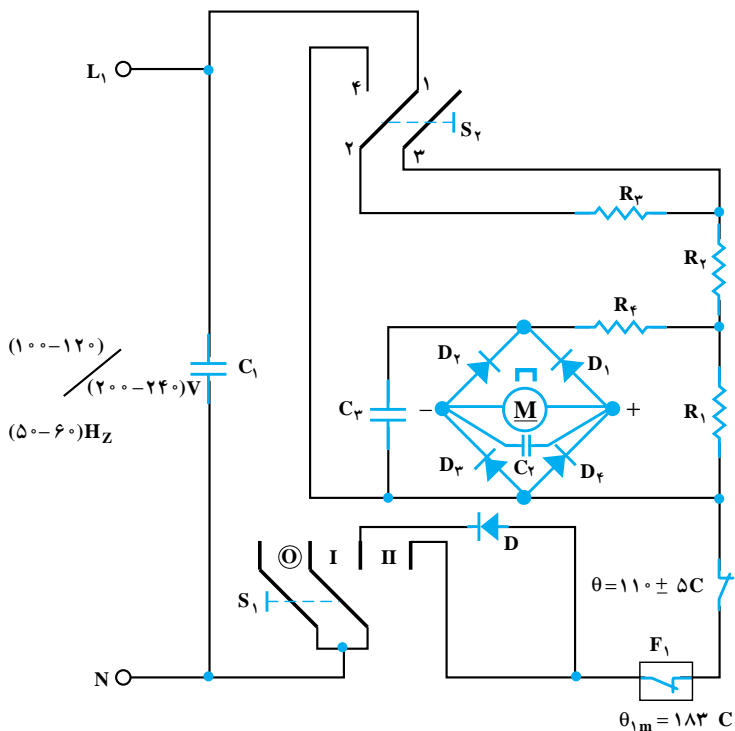 L۱
۴
۱
S۲
۲
۳
R۳
R۲
R۴
(۱۰۰–۱۲۰)
(۲۰۰–۲۴۰)V
(۵۰–۶۰)Hz
C۱
D۲
D۱
C۳
–
M
+
R۱
D۳
C۲
D۴
O
I
II
D
S۱
θ=۱۱۰± ۵C
F۱
N
θ۱m = ۱۸۳ C